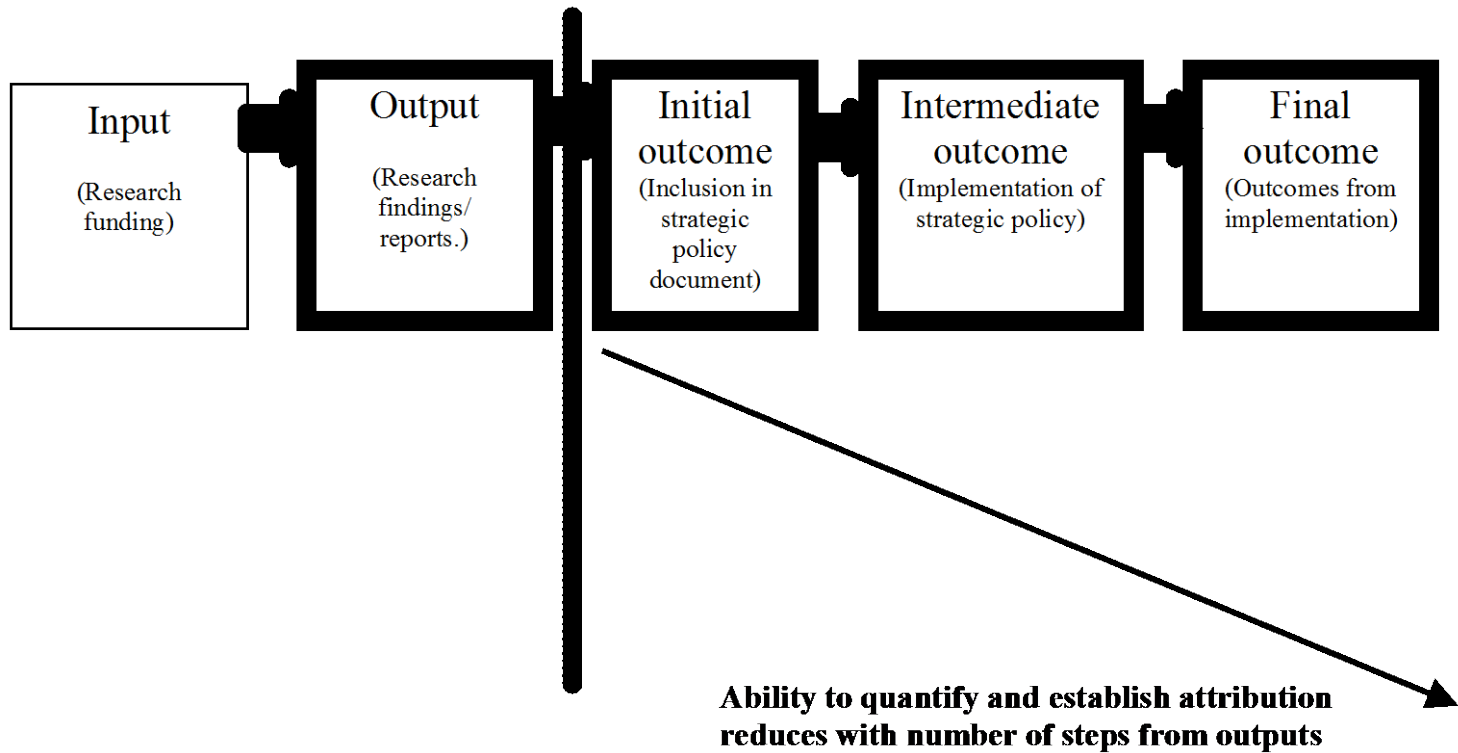 Input
(Research
funding)
Output
(Research
findings/
reports.)
Initial
outcome
(Inclusion in
strategic
policy
document)
Intermediate
outcome
(Implementation of
strategic policy)
Final
outcome
(Outcomes from
implementation)
Ability to quantify and establish attribution
reduces with number of steps from outputs